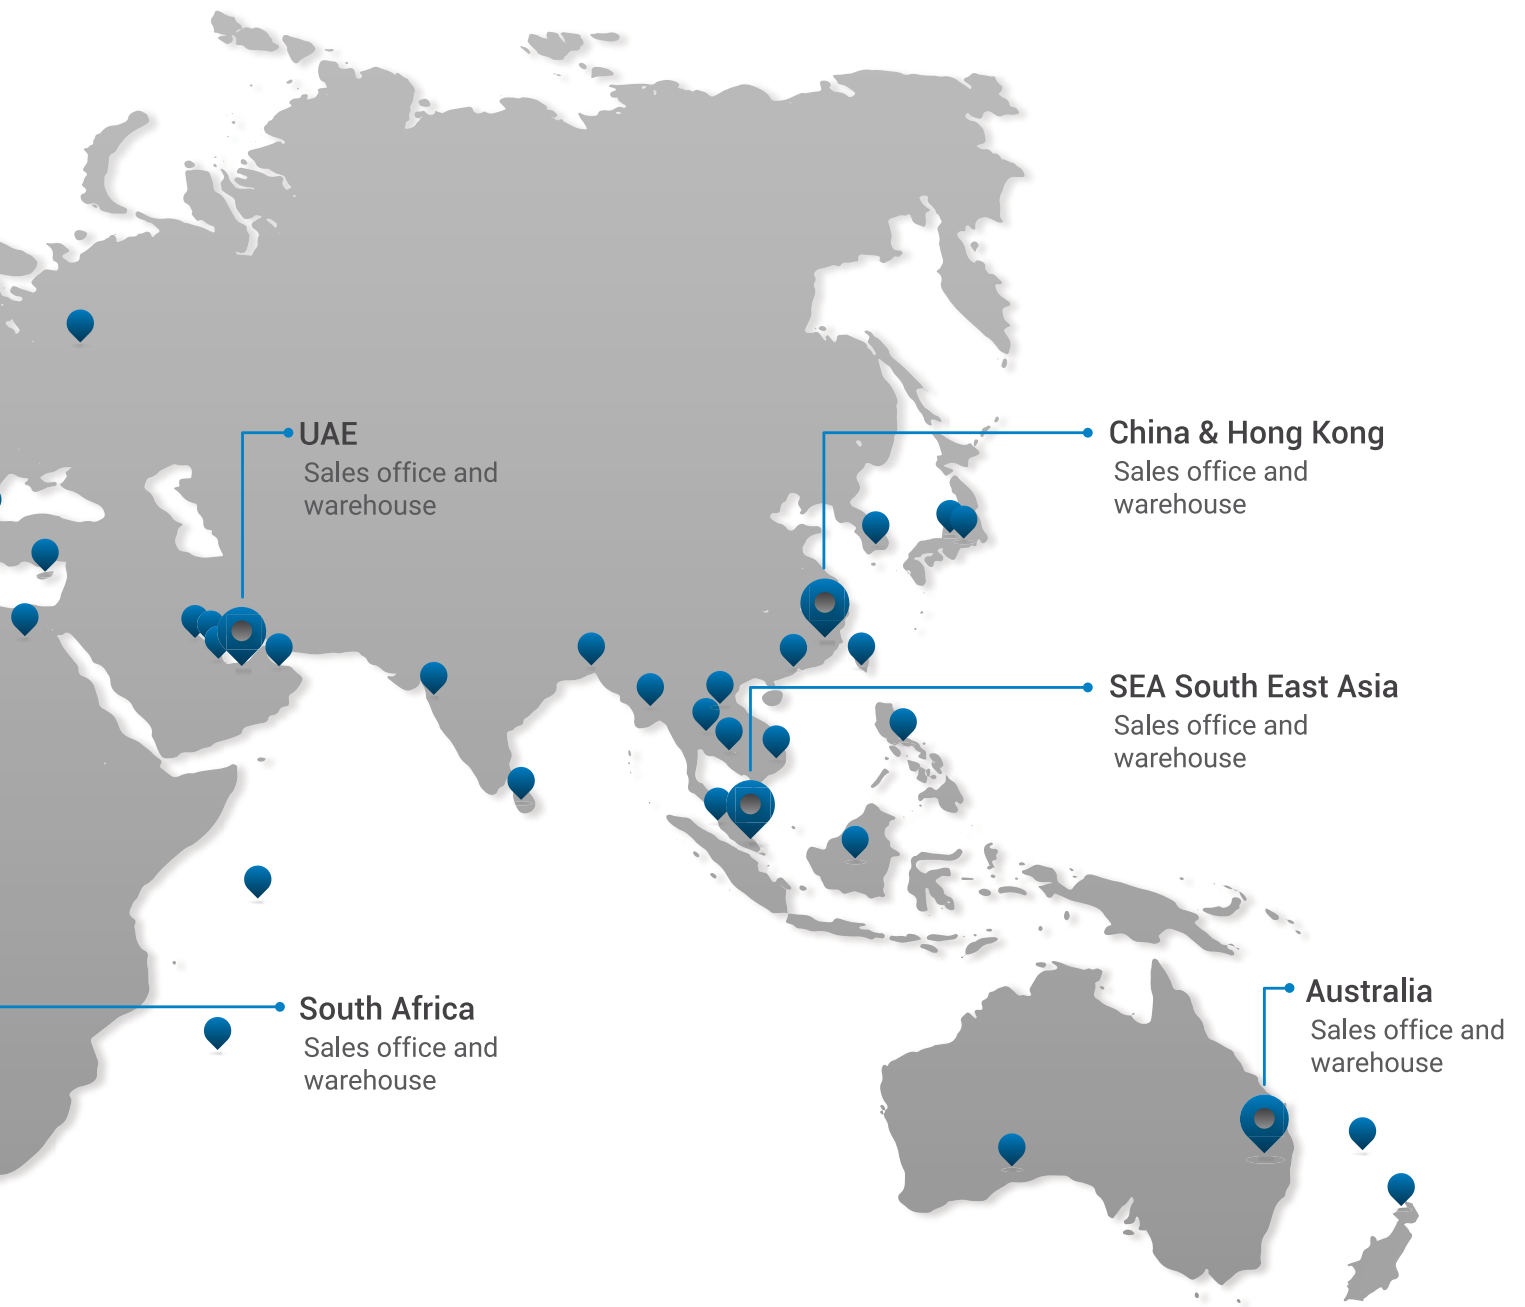 UAE
Sales office and
warehouse
China & Hong Kong
Sales office and
warehouse
SEA South East Asia
Sales office and
warehouse
South Africa
Sales office and
warehouse
Australia
Sales office and
warehouse